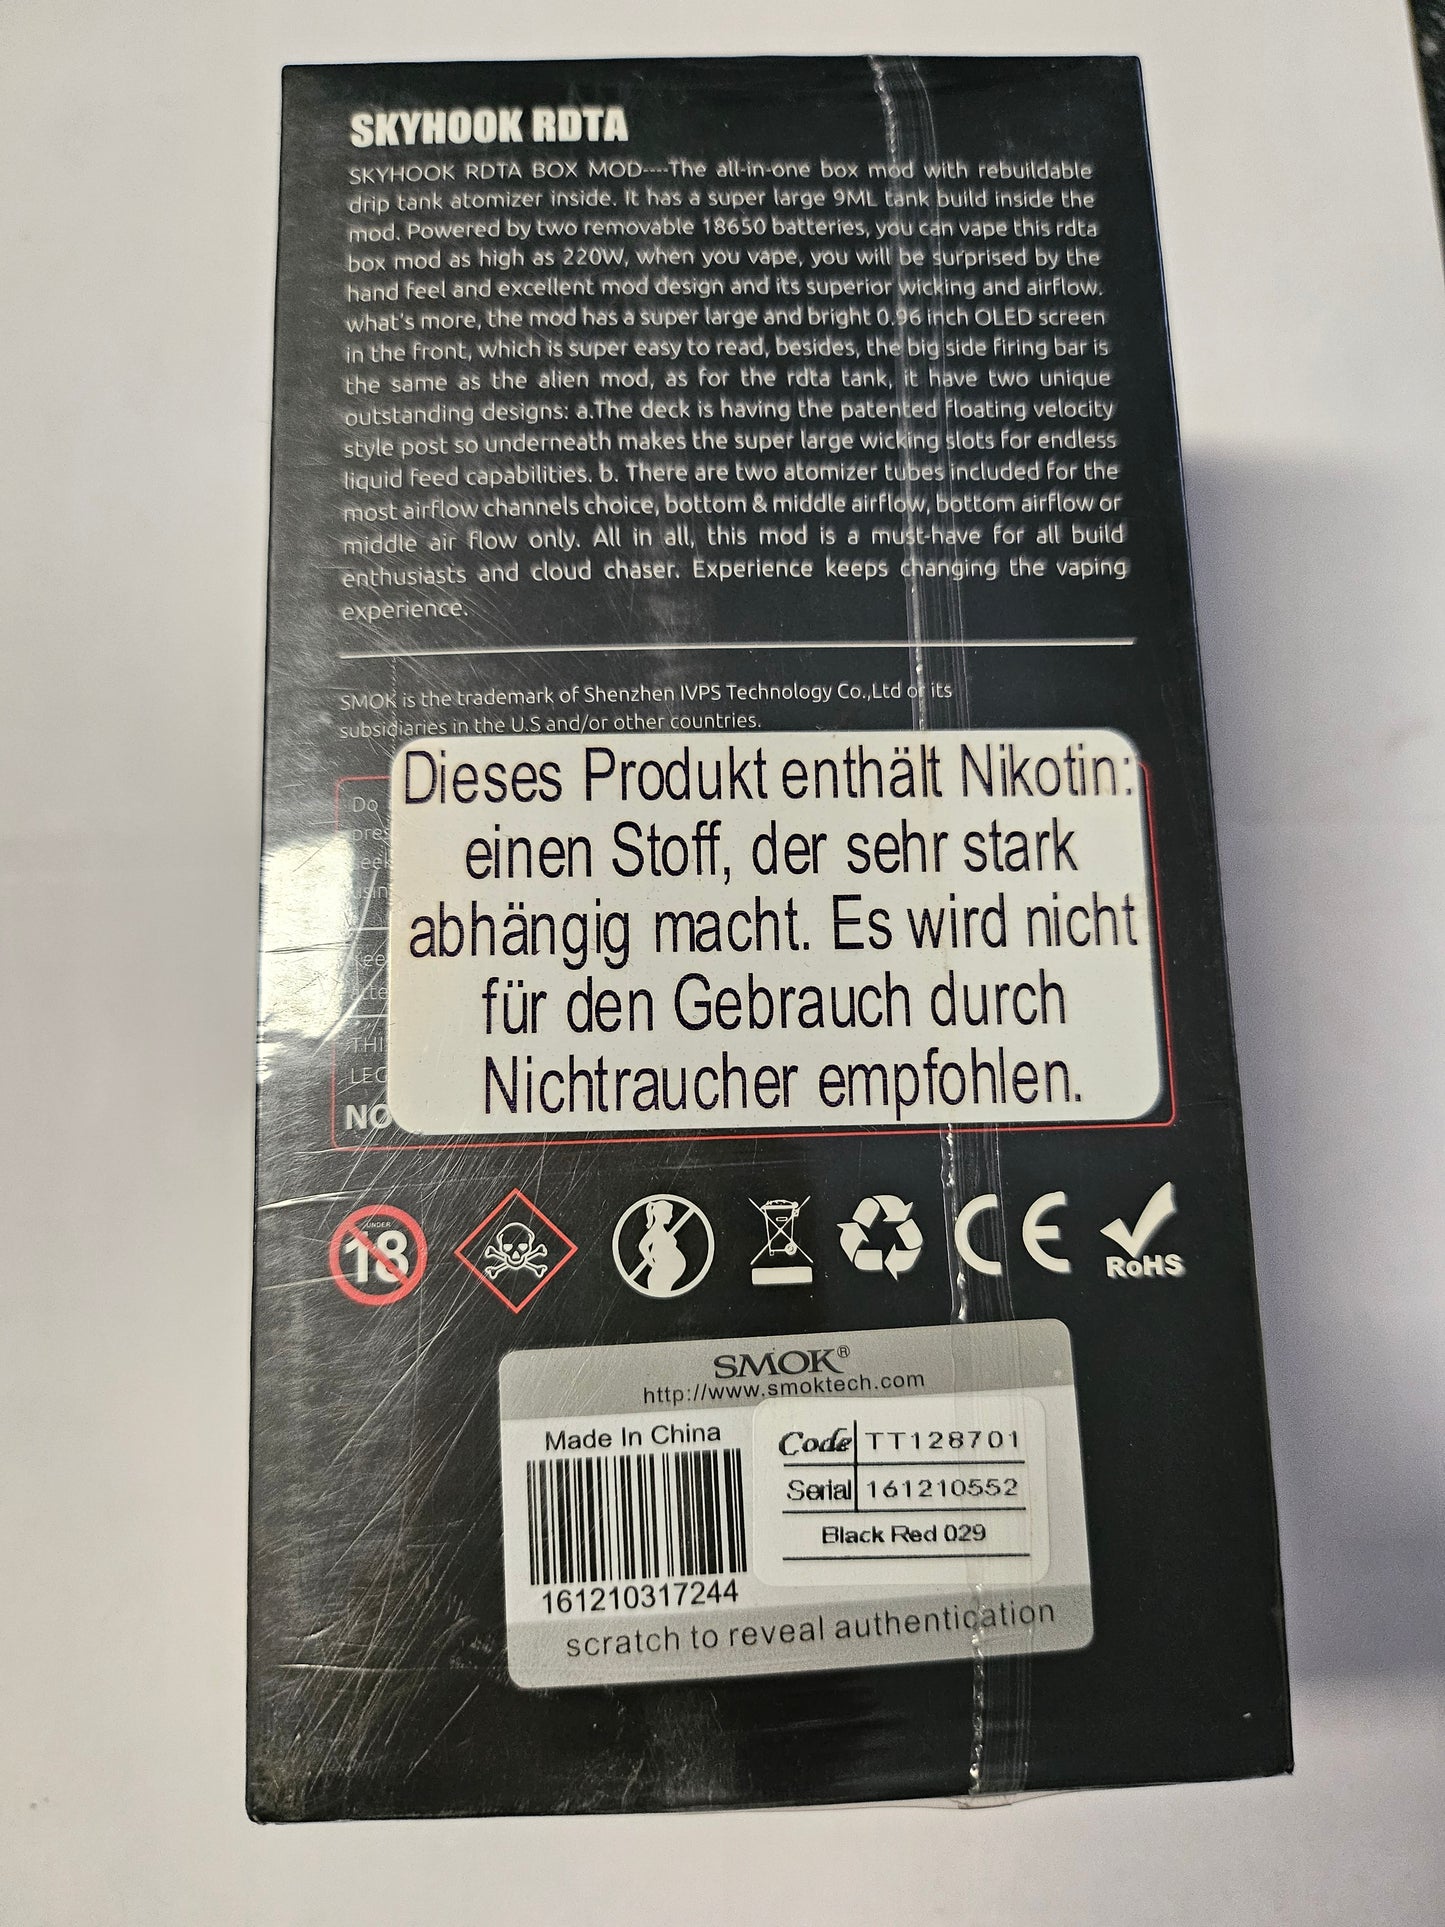 SKYHOOK RDTA
SKYHOOK RDTA BOX MOD----The all-in-one box mod with rebuildable
drip tank atomizer inside. It has a super large 9ML tank build inside the
mod. Powered by two removable 18650 batteries, you can vape this rdta
box mod as high as 220W, when you vape, you will be surprised by the
hand feel and excellent mod design and its superior wicking and airflow.
what's more, the mod has a super large and bright 0.96 inch OLED screen
in the front, which is super easy to read, besides, the big side firing bar is
the same as the alien mod, as for the rdta tank, it have two unique
outstanding designs: a.The deck is having the patented floating velocity
style post so underneath makes the super large wicking slots for endless
liquid feed capabilities. b. There are two atomizer tubes included for the
most airflow channels choice, bottom & middle airflow, bottom airflow or
middle air flow only. All in all, this mod is a must-have for all build
enthusiasts and cloud chaser. Experience keeps changing the vaping
experience.
SMOK is the trademark of Shenzhen IVPS Technology Co.,Ltd or its
subsidiaries in the U.S and/or other countries.
Do
Dieses Produkt enthält Nikotin:
einen Stoff, der sehr stark
abhängig macht. Es wird nicht
für den Gebrauch durch
Nichtraucher empfohlen.
UNDER
18
CE
RoHS
SMOK®
http://www.smoktech.com
Made In China
Code TT128701
Serial 161210552
Black Red 029
161210317244
scratch to reveal authentication